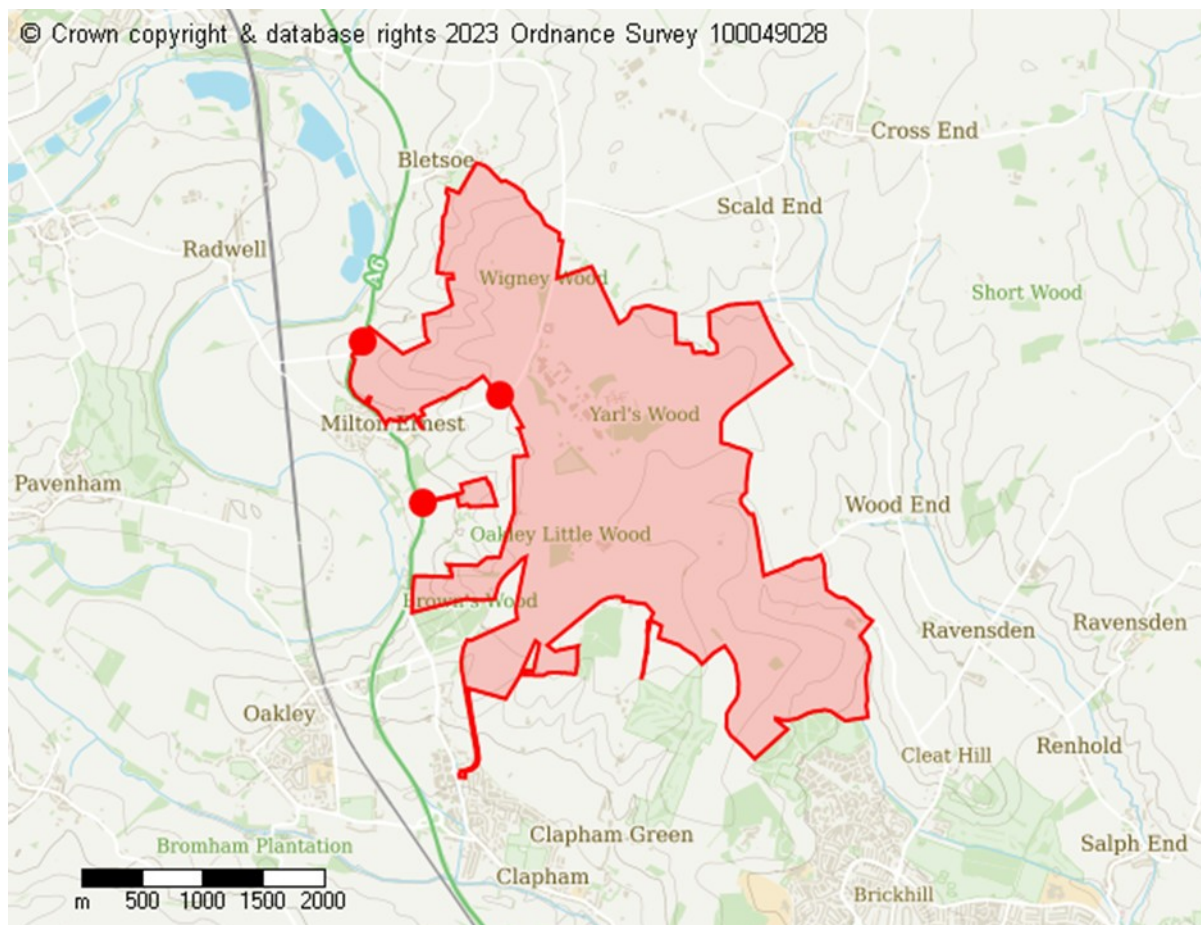 © Crown copyright & database rights 2023 Ordnance Survey 100049028
Cross End
Bletsoe
Scald End
Radwell
A6
Wigney Wood
Short Wood
Milton Ernest
Yarl's Wood
Pavenham
Wood End
Oakley Little Wood
Brown's Wood
Ravensden
Ravensden
Oakley
Cleat Hill
Renhold
Clapham Green
Bromham Plantation
Salph End
Clapham
Brickhill
m 500 1000 1500 2000